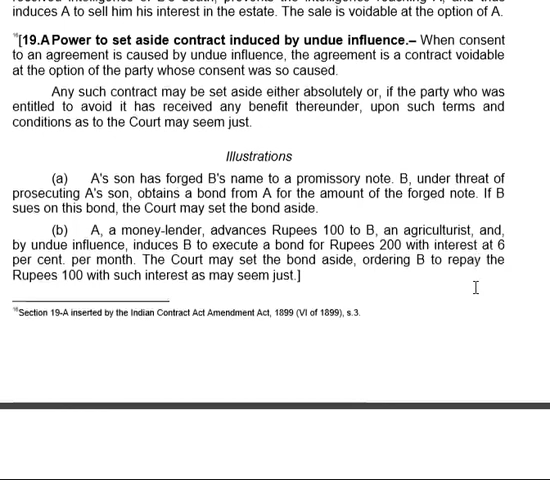 induces A to sell him his interest in the estate. The sale is voidable at the option of A.
[19.A Power to set aside contract induced by undue influence.– When consent
to an agreement is caused by undue influence, the agreement is a contract voidable
at the option of the party whose consent was so caused.
Any such contract may be set aside either absolutely or, if the party who was
entitled to avoid it has received any benefit thereunder, upon such terms and
conditions as to the Court may seem just.
Illustrations
(a) A's son has forged B's name to a promissory note. B, under threat of
prosecuting A's son, obtains a bond from A for the amount of the forged note. If B
sues on this bond, the Court may set the bond aside.
(b) A, a money-lender, advances Rupees 100 to B, an agriculturist, and,
by undue influence, induces B to execute a bond for Rupees 200 with interest at 6
per cent. per month. The Court may set the bond aside, ordering B to repay the
Rupees 100 with such interest as may seem just.]
Section 19-A inserted by the Indian Contract Act Amendment Act, 1899 (VI of 1899), s.3.